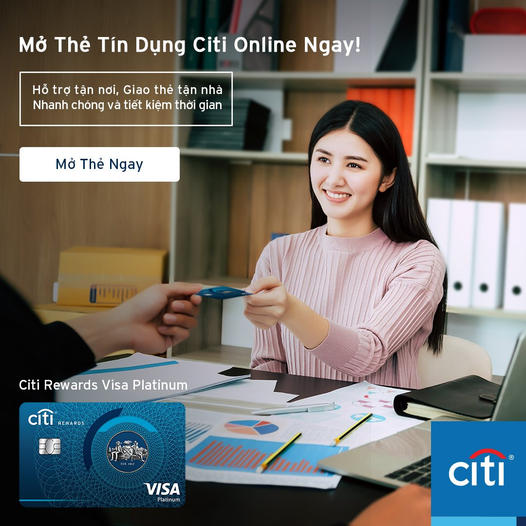 Mở Thẻ Tín Dụng Citi Online Ngay!
Hỗ trợ tận nơi, Giao thẻ tận nhà
Nhanh chóng và tiết kiệm thời gian
Mở Thẻ Ngay
Citi Rewards Visa Platinum
citi®
REWARDS
VISA
Platinum
citi®